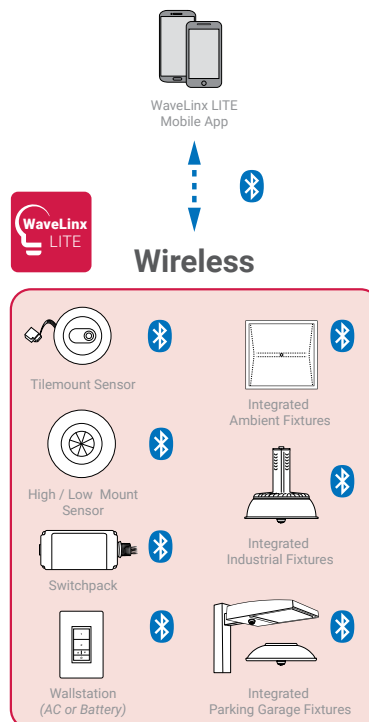 WaveLinx LITE
Mobile App
WaveLinx
LITE
Wireless
Tilemount Sensor
Integrated
Ambient Fixtures
High / Low Mount
Sensor
Integrated
Industrial Fixtures
Switchpack
Wallstation
(AC or Battery)
Integrated
Parking Garage Fixtures